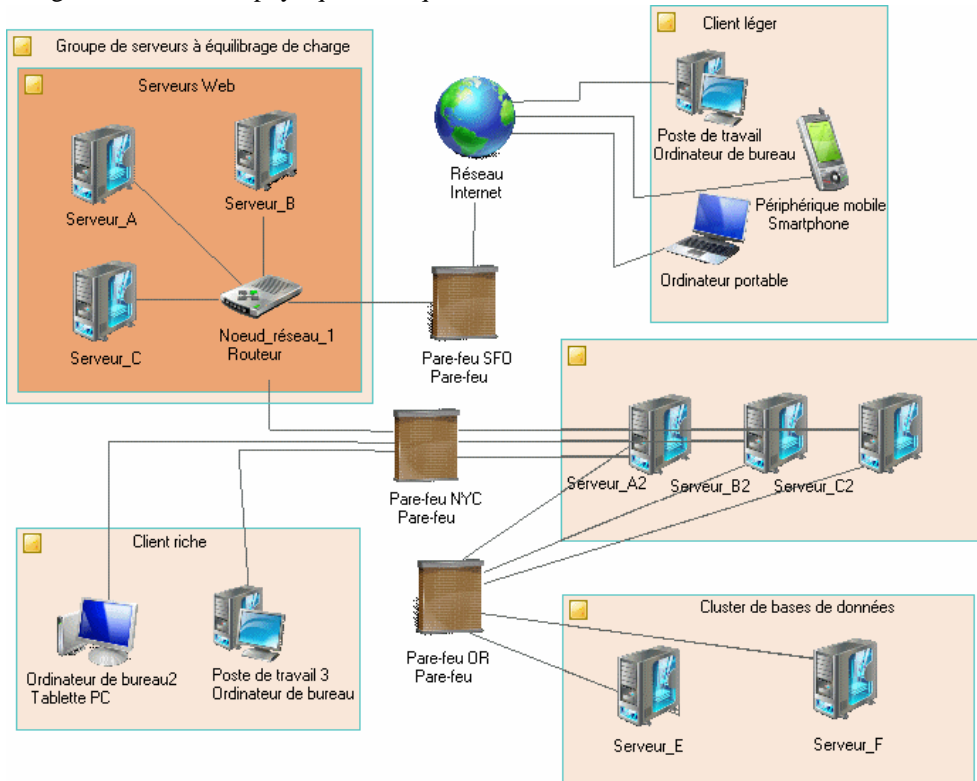 Groupe de serveurs à équilibrage de charge
Serveurs Web
Serveur_A
Serveur_B
Serveur_C
Noeud_réseau_1
Routeur
Réseau
Internet
Pare-feu SFO
Pare-feu
Client léger
Poste de travail
Ordinateur de bureau
Périphérique mobile
Smartphone
Ordinateur portable
Pare-feu NYC
Pare-feu
Serveur_A2
Serveur_B2
Serveur_C2
Client riche
Ordinateur de bureau2
Tablette PC
Poste de travail 3
Ordinateur de bureau
Pare-feu OR
Pare-feu
Cluster de bases de données
Serveur_E
Serveur_F